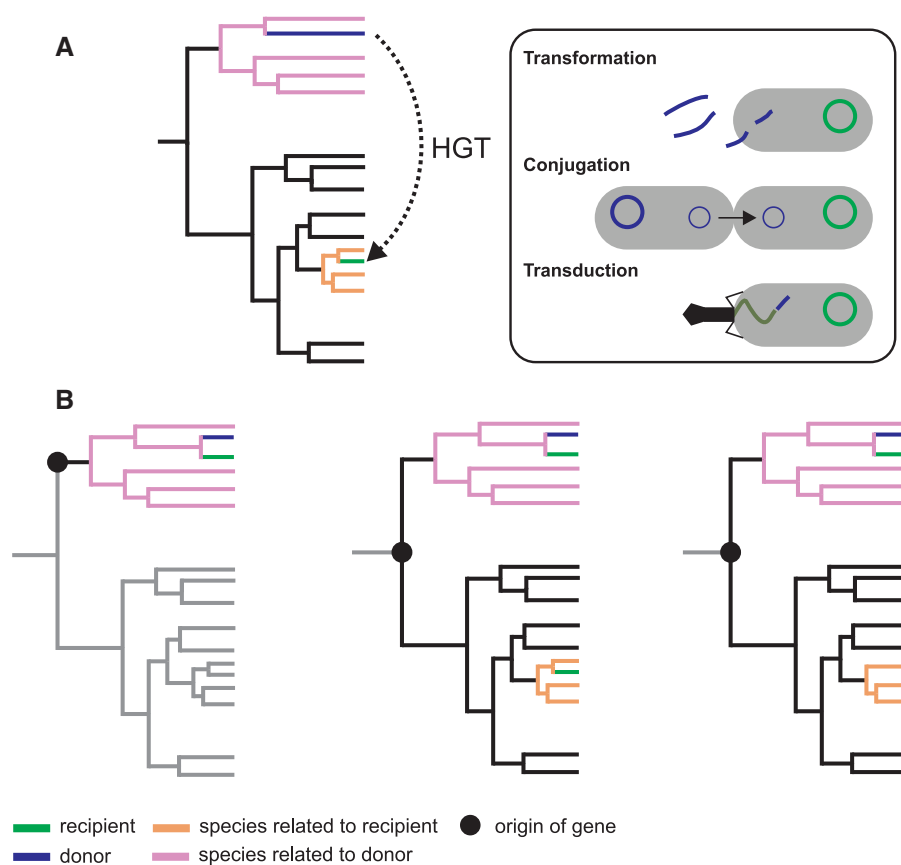 A
HGT
Transformation
Conjugation
Transduction
B
recipient
species related to recipient
origin of gene
donor
species related to donor